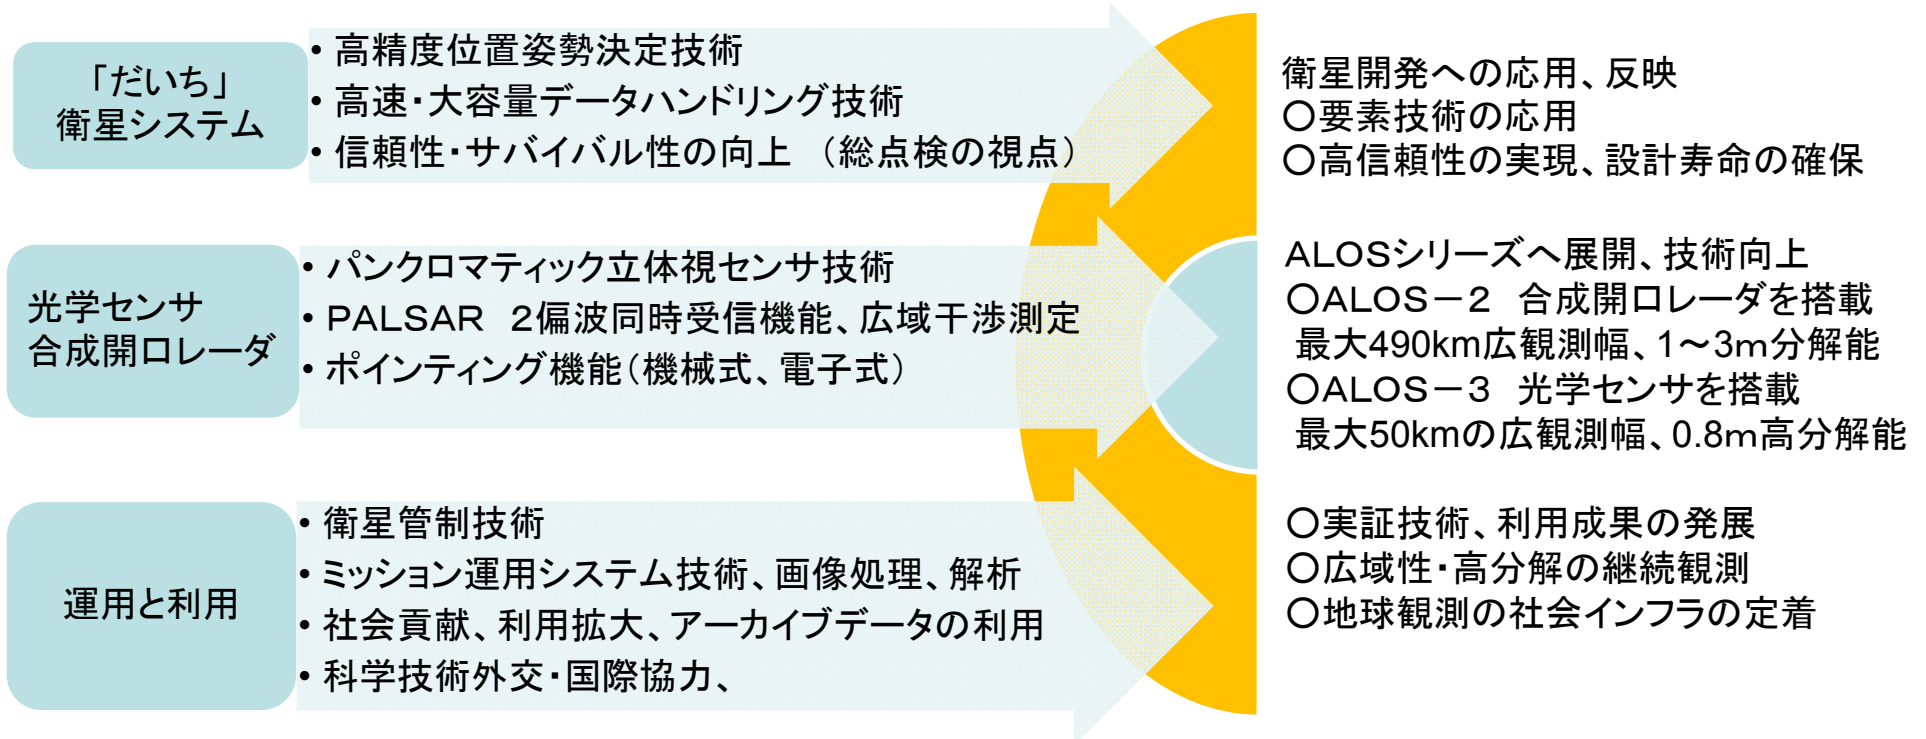 「だいち」
衛星システム
• 高精度位置姿勢決定技術
• 高速・大容量データハンドリング技術
• 信頼性・サバイバル性の向上　（総点検の視点）
衛星開発への応用、反映
○要素技術の応用
○高信頼性の実現、設計寿命の確保
光学センサ
合成開口レーダ
• パンクロマティック立体視センサ技術
• ＰＡＬＳＡＲ　２偏波同時受信機能、広域干渉測定
• ポインティング機能（機械式、電子式）
ＡＬＯＳシリーズへ展開、技術向上
○ＡＬＯＳ－２　合成開口レーダを搭載
最大490km広観測幅、1～3ｍ分解能
○ＡＬＯＳ－３　光学センサを搭載
最大50kmの広観測幅、0.8ｍ高分解能
運用と利用
• 衛星管制技術
• ミッション運用システム技術、画像処理、解析
• 社会貢献、利用拡大、アーカイブデータの利用
• 科学技術外交・国際協力、
○実証技術、利用成果の発展
○広域性・高分解の継続観測
○地球観測の社会インフラの定着